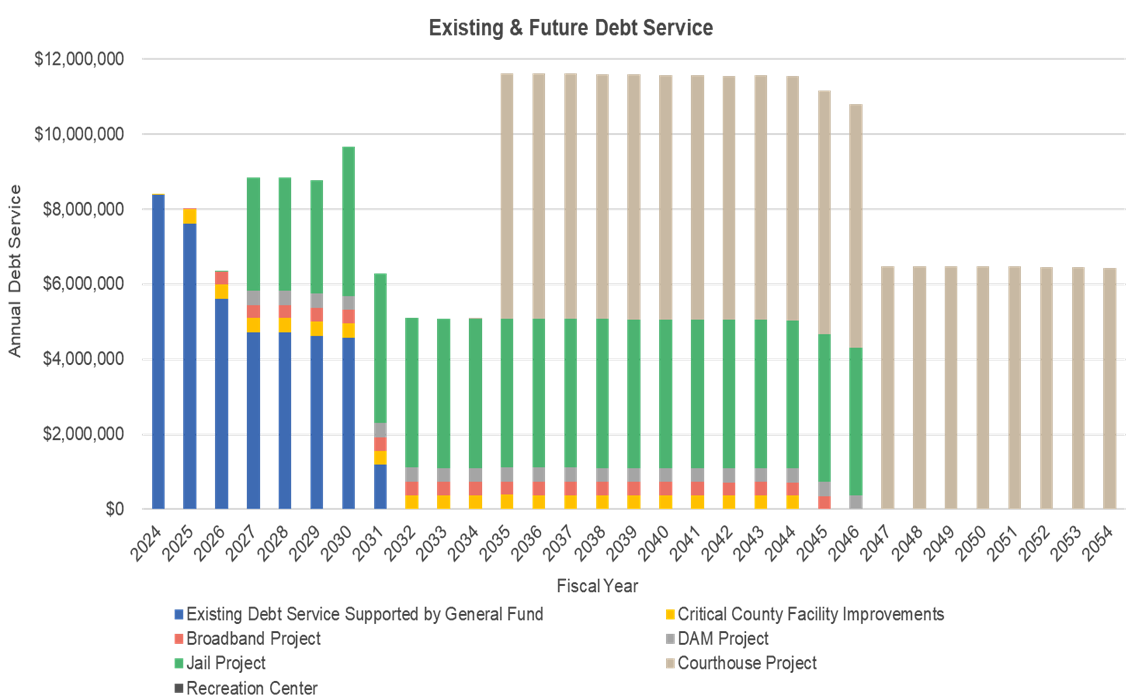 Existing & Future Debt Service
$12,000,000
$10,000,000
$8,000,000
$6,000,000
$4,000,000
$2,000,000
$0
Annual Debt Service
2024 2025 2026 2027 2028 2029 2030 2031 2032 2033 2034 2035 2036 2037 2038 2039 2040 2041 2042 2043 2044 2045 2046 2047 2048 2049 2050 2051 2052 2053 2054
Fiscal Year
Existing Debt Service Supported by General Fund Critical County Facility Improvements
Broadband Project DAM Project
Jail Project Courthouse Project
Recreation Center